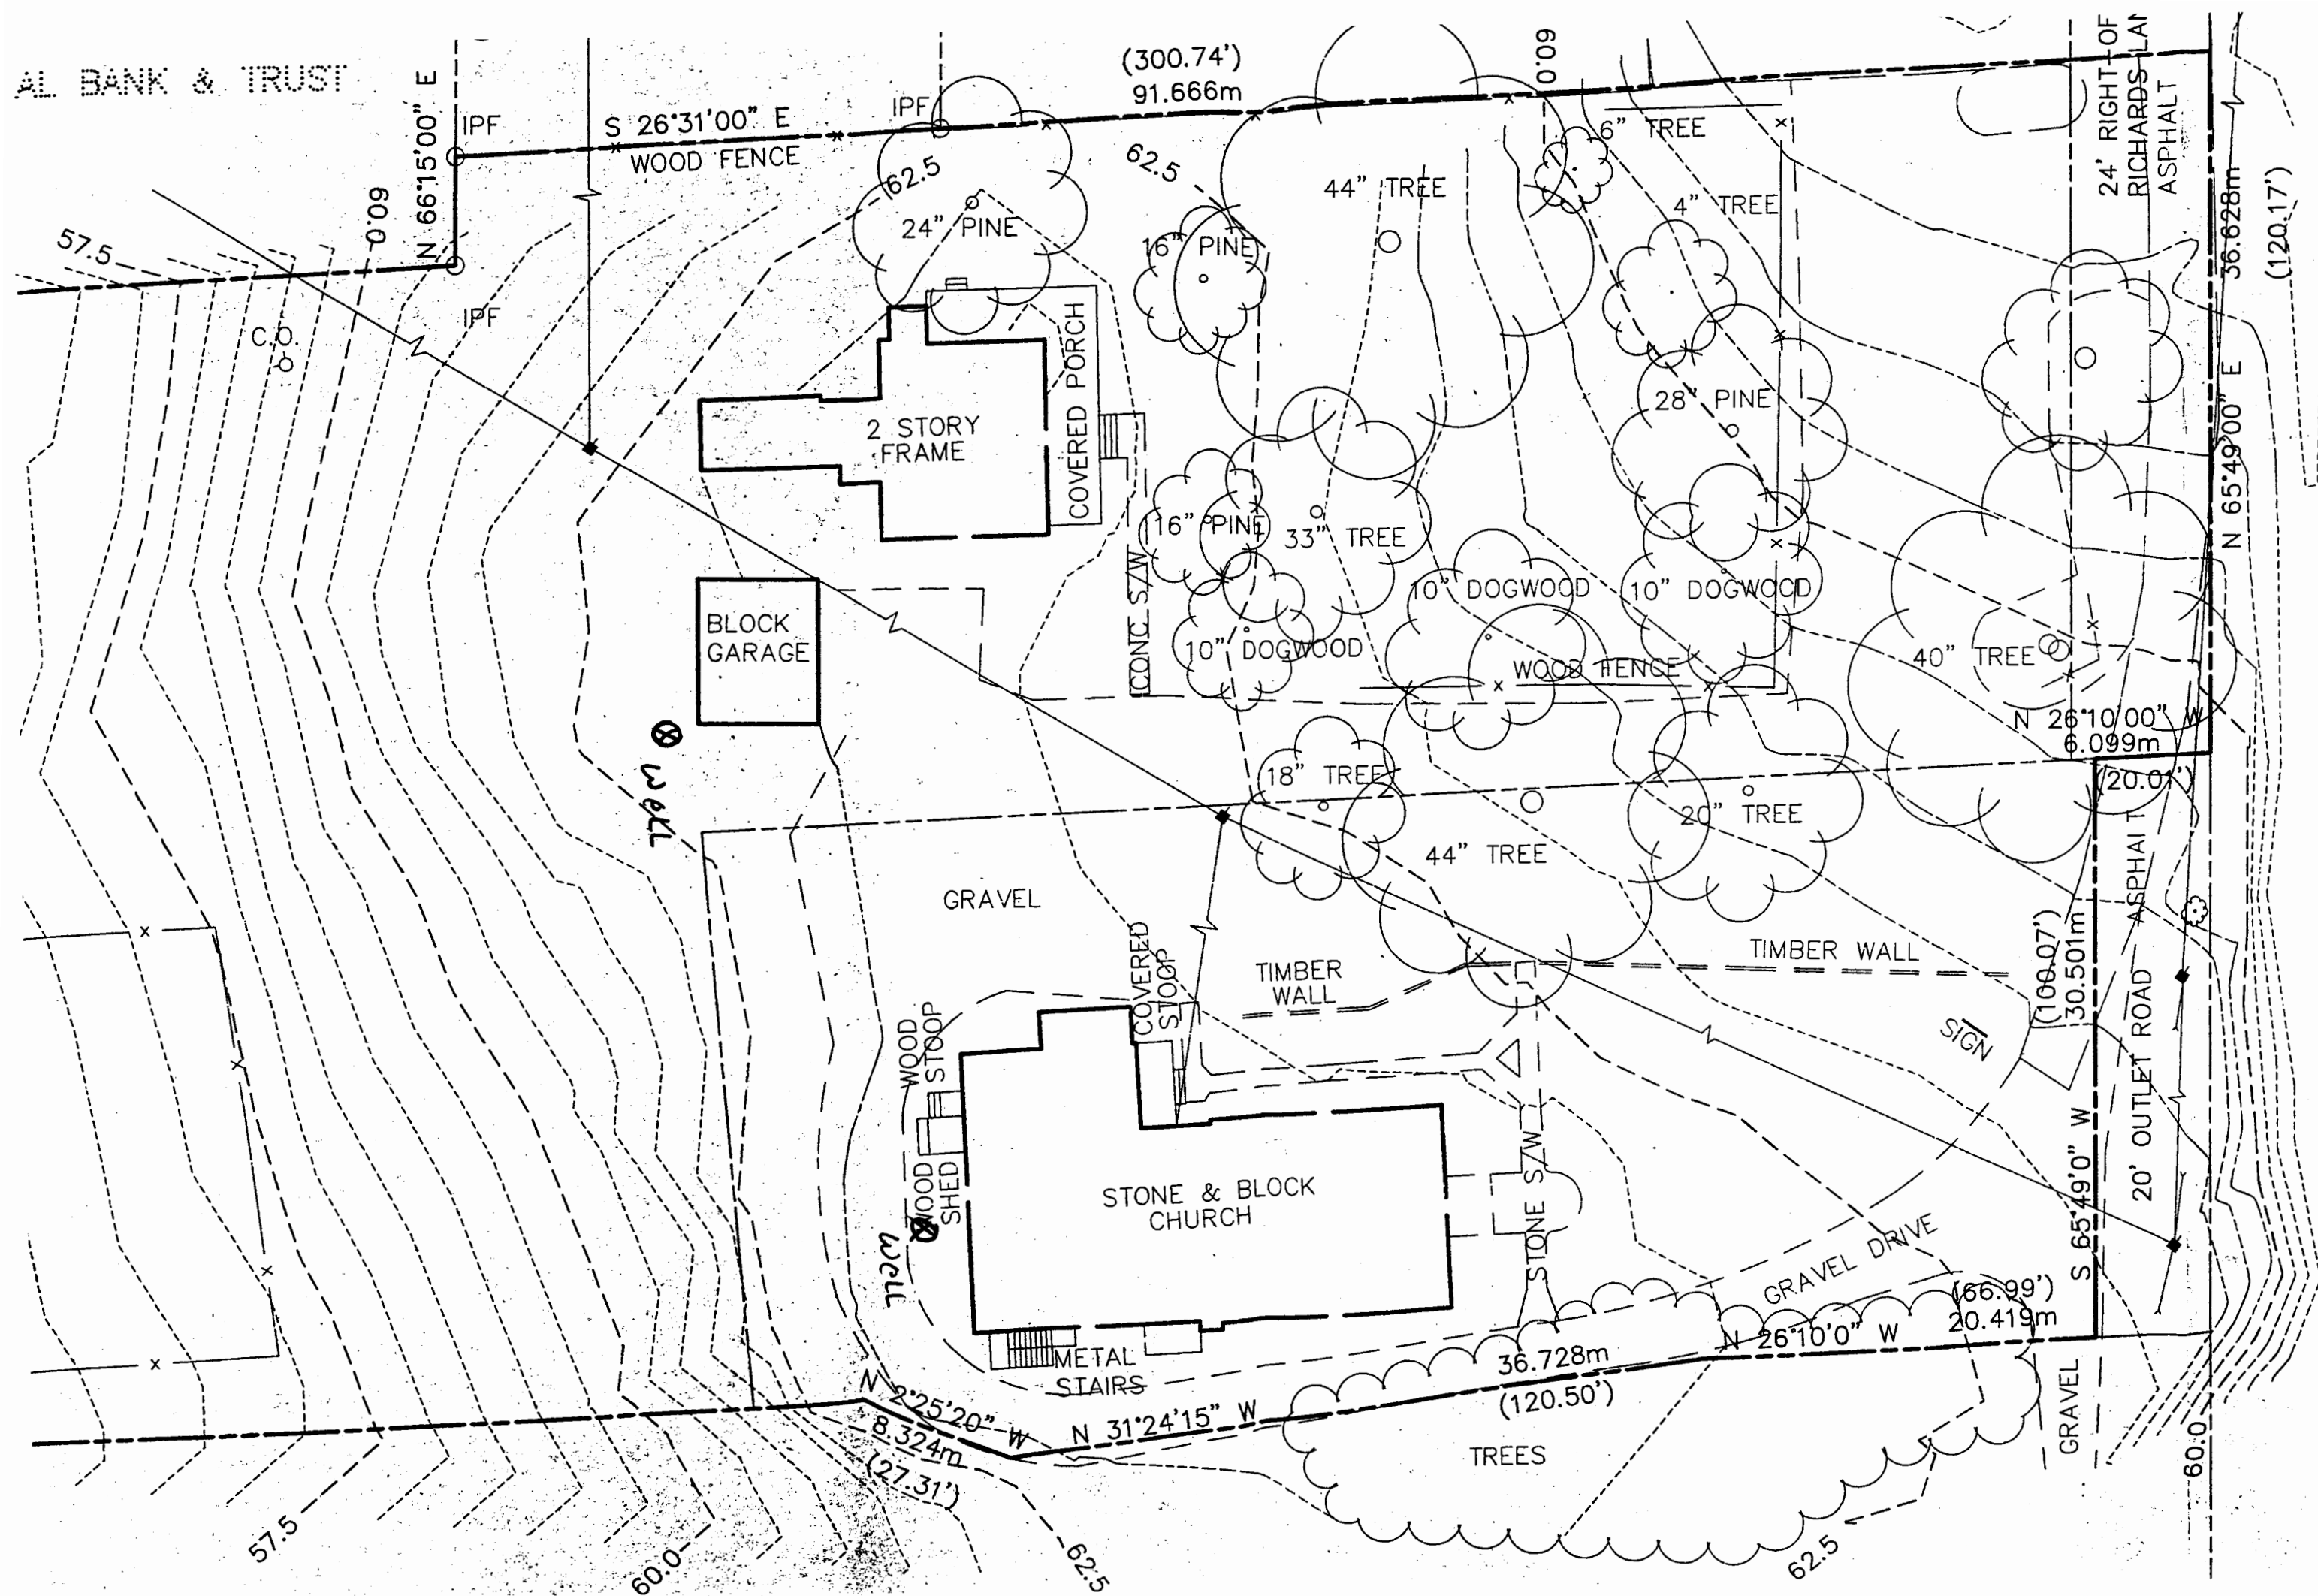 AL BANK & TRUST
N 66°15'00" E
IPF
S 26°31'00" E
WOOD FENCE
IPF
(300.74')
91.666m
60.0
24' RIGHT-OF
RICHARDS LAN
ASPHALT
36.628m
(120.17')
N 65°49'00" E
57.5
60.0
IPF
C.O.
62.5
24" PINE
62.5
16" PINE
44" TREE
6" TREE
4" TREE
28" PINE
2 STORY
FRAME
COVERED PORCH
16" PINE
33" TREE
CONC. S/W
10" DOGWOOD
10" DOGWOOD
10" DOGWOOD
WOOD FENCE
40" TREE
BLOCK
GARAGE
Well
N 26°10'00" W
6.099m
(20.01')
18" TREE
20" TREE
44" TREE
GRAVEL
COVERED
STOOP
TIMBER
WALL
TIMBER WALL
SIGN
(100.07')
30.501m
S 65°49'0" W
20' OUTLET ROAD
ASPHALT
WOOD
STOOP
WOOD
SHED
Well
STONE & BLOCK
CHURCH
STONE S/W
GRAVEL DRIVE
METAL
STAIRS
N 2°25'20" W
8.324m
(27.31')
N 31°24'15" W
36.728m
(120.50')
N 26°10'0" W
(66.99')
20.419m
GRAVEL
TREES
57.5
60.0
62.5
62.5
60.0